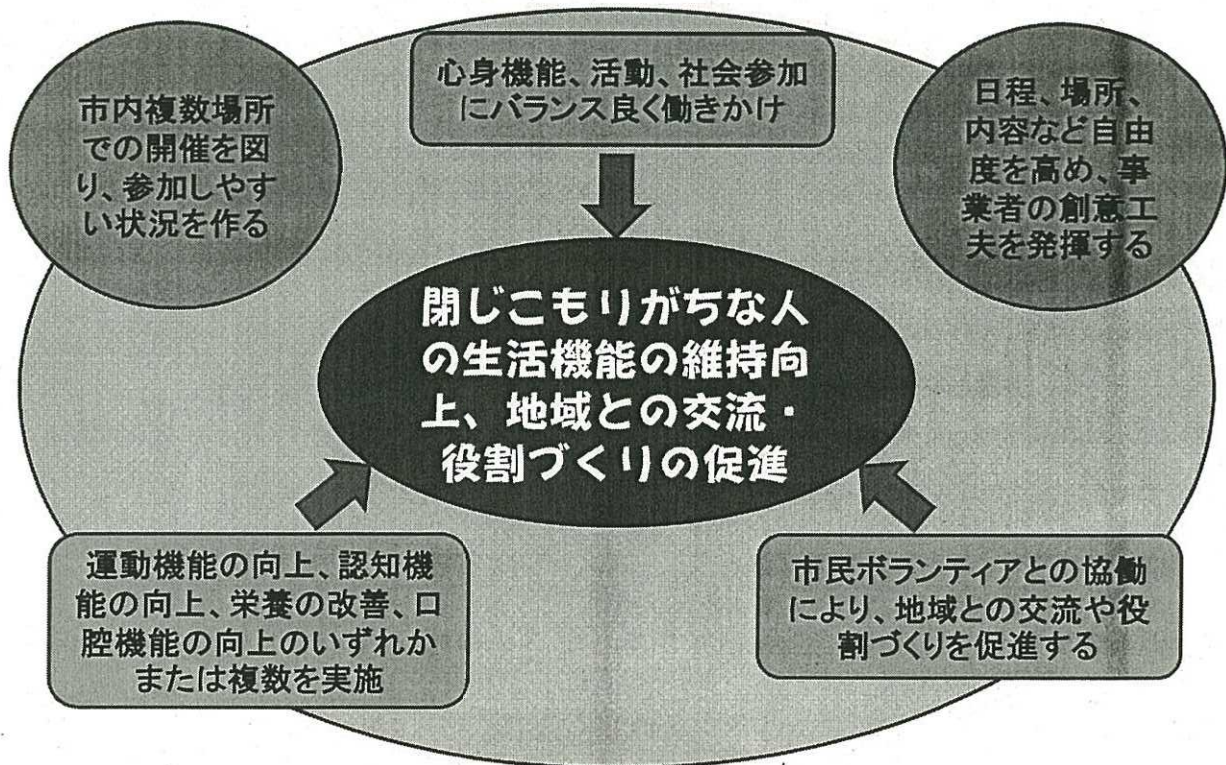 市内複数場所
での開催を図
り、参加しやす
い状況を作る
心身機能、活動、社会参加
にバランス良く働きかけ
日程、場所、
内容など自由
度を高め、事
業者の創意工
夫を発揮する
閉じこもりがちな人
の生活機能の維持向
上、地域との交流・
役割づくりの促進
運動機能の向上、認知機
能の向上、栄養の改善、口
腔機能の向上のいずれか
または複数を実施
市民ボランティアとの協働
により、地域との交流や役
割づくりを促進する